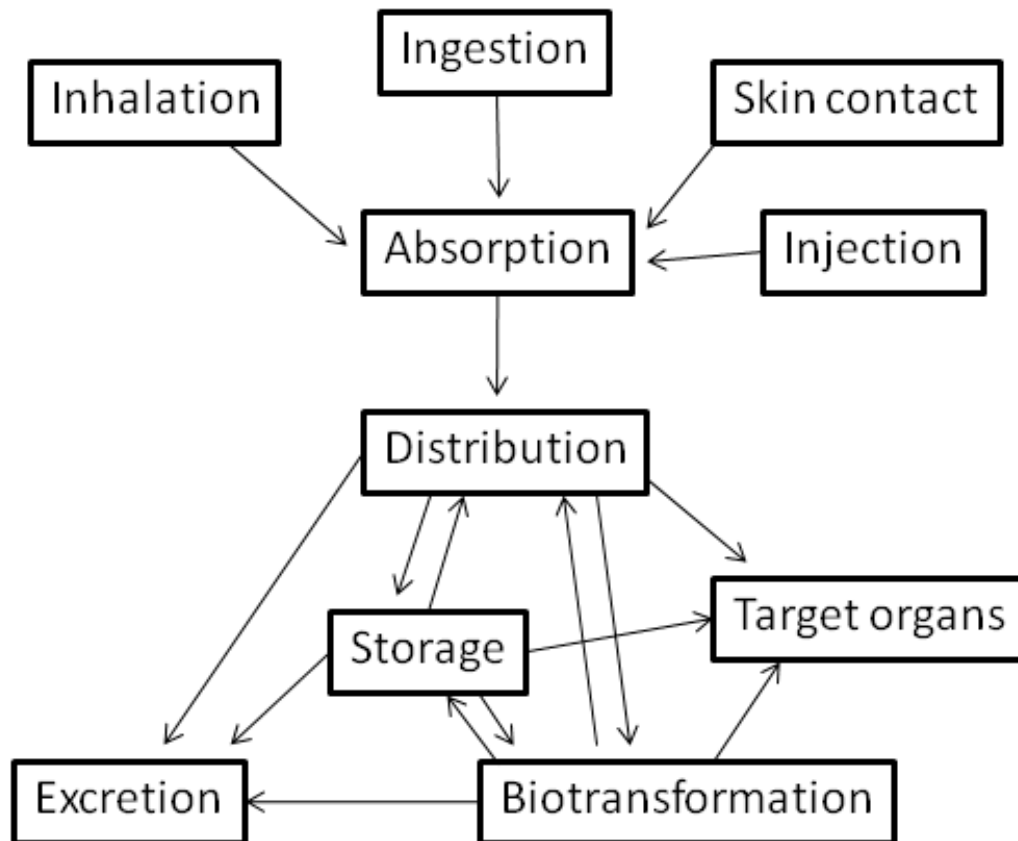 Ingestion
Inhalation
Skin contact
Absorption
Injection
Distribution
Target organs
Storage
Excretion
Biotransformation